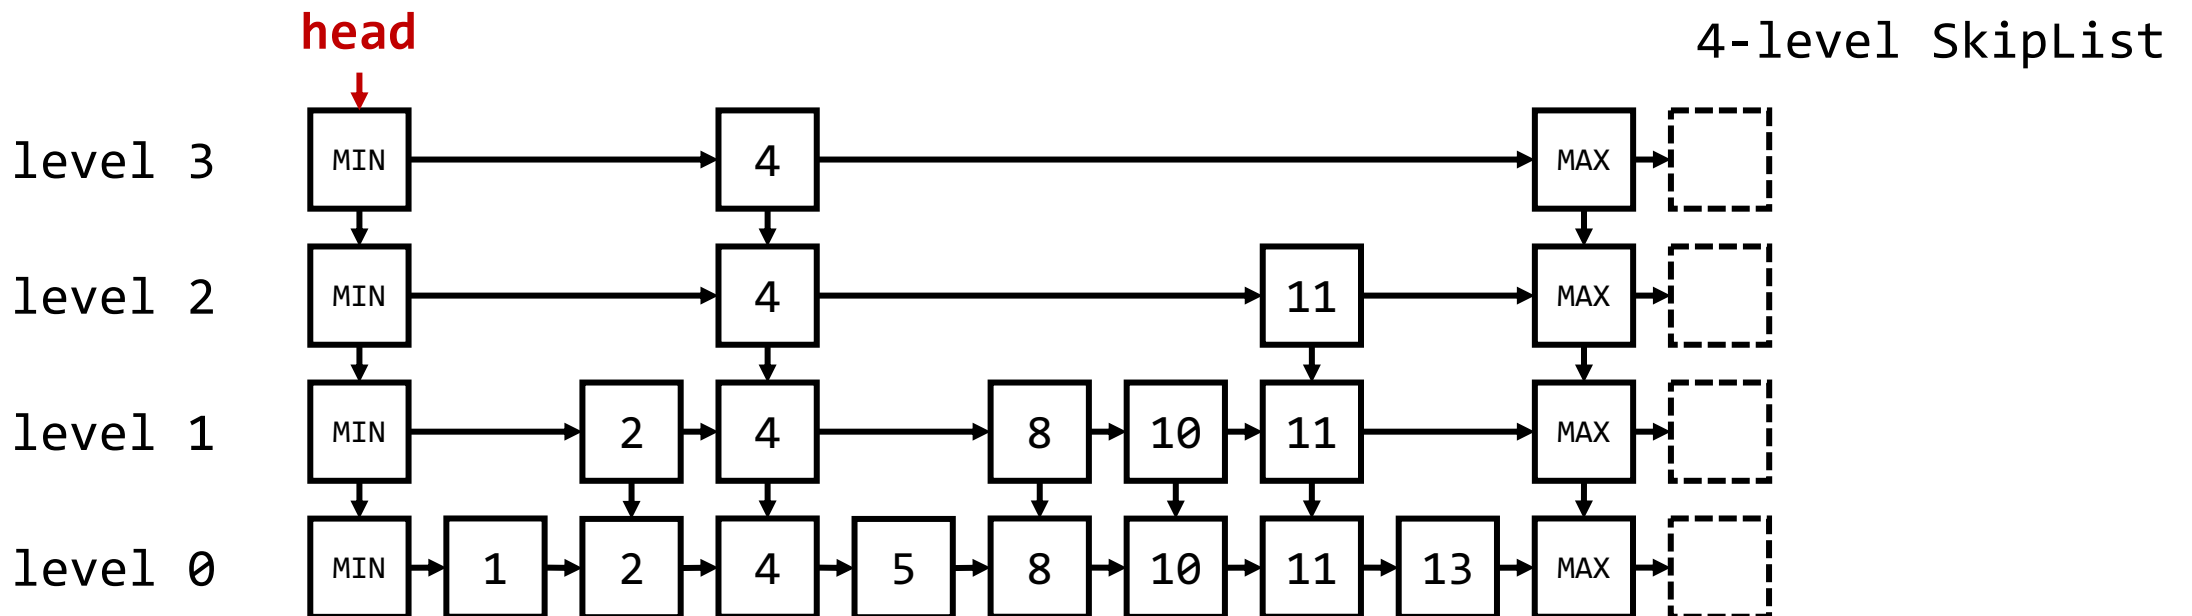 head
4-level SkipList
level 3 MIN 4 MAX
level 2 MIN 4 11 MAX
level 1 MIN 2 4 8 10 11 MAX
level 0 MIN 1 2 4 5 8 10 11 13 MAX